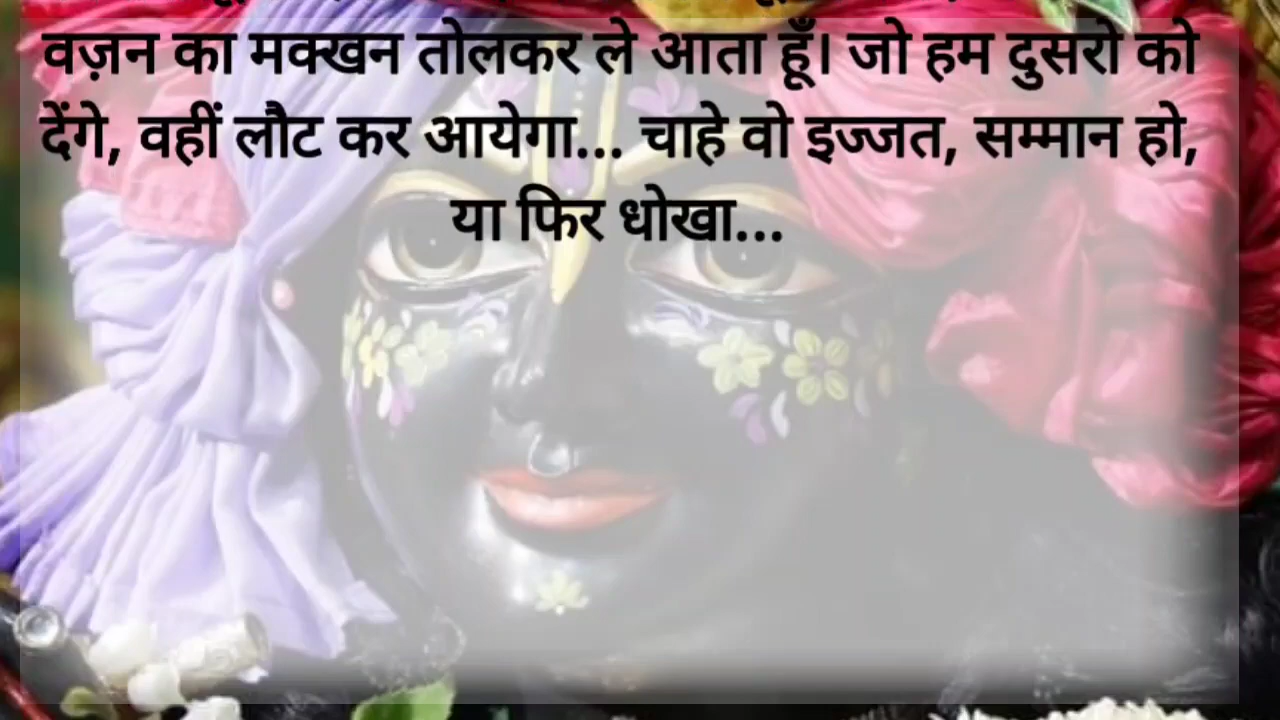 वज़न का मक्खन तोलकर ले आता हूँ। जो हम दुसरो को
देंगे, वहीं लौट कर आयेगा... चाहे वो इज्जत, सम्मान हो,
या फिर धोखा...